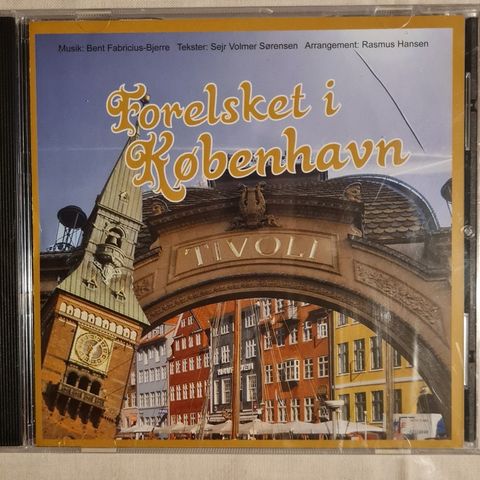 Musik: Bent Fabricius-Bjerre Tekster: Sejr Volmer Sørensen Arrangement: Rasmus Hansen
Forelsket i
København
TIVOLI